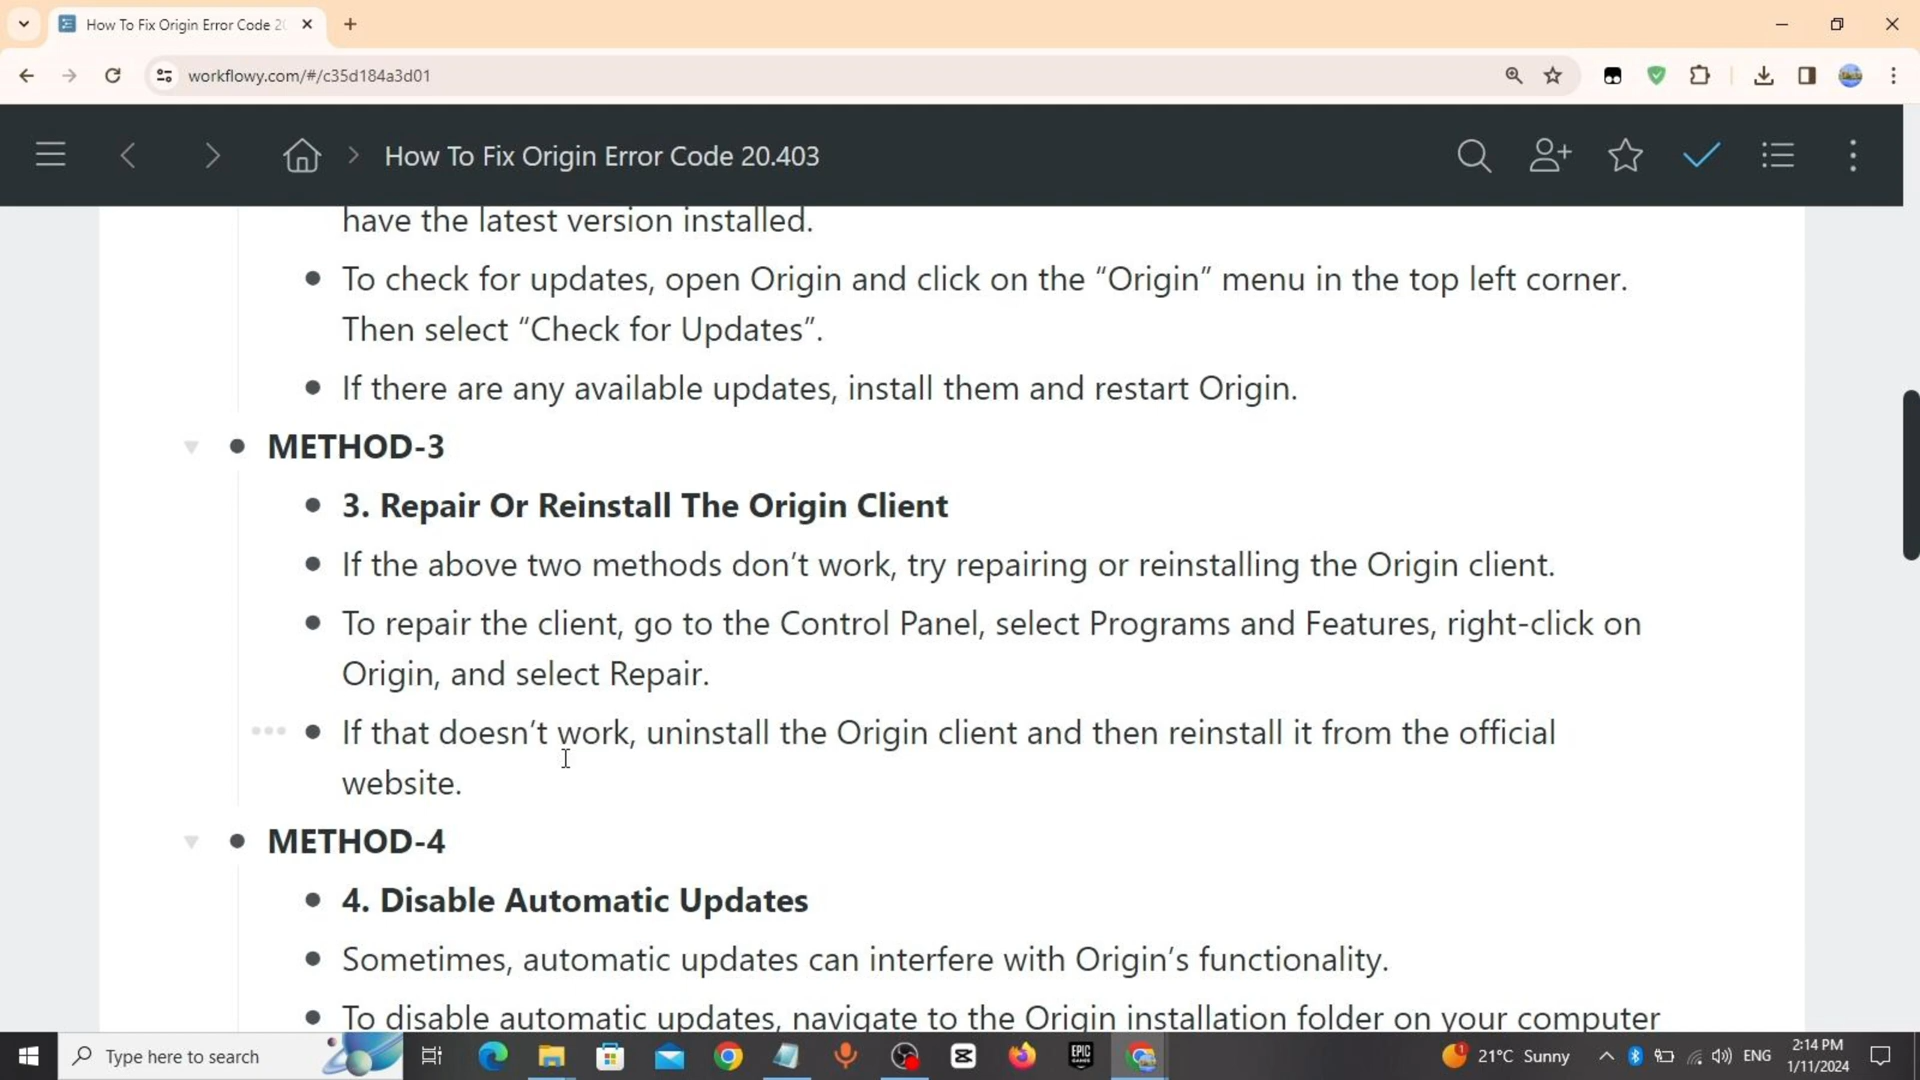 How To Fix Origin Error Code 2
workflowy.com/#/c35d184a3d01
How To Fix Origin Error Code 20.403
have the latest version installed.
To check for updates, open Origin and click on the “Origin” menu in the top left corner.
Then select “Check for Updates”.
If there are any available updates, install them and restart Origin.
METHOD-3
3. Repair Or Reinstall The Origin Client
If the above two methods don’t work, try repairing or reinstalling the Origin client.
To repair the client, go to the Control Panel, select Programs and Features, right-click on
Origin, and select Repair.
If that doesn’t work, uninstall the Origin client and then reinstall it from the official
website.
METHOD-4
4. Disable Automatic Updates
Sometimes, automatic updates can interfere with Origin’s functionality.
To disable automatic updates, navigate to the Origin installation folder on your computer
Type here to search
EPIC
GAMES
1
21°C Sunny
ENG
2:14 PM
1/11/2024